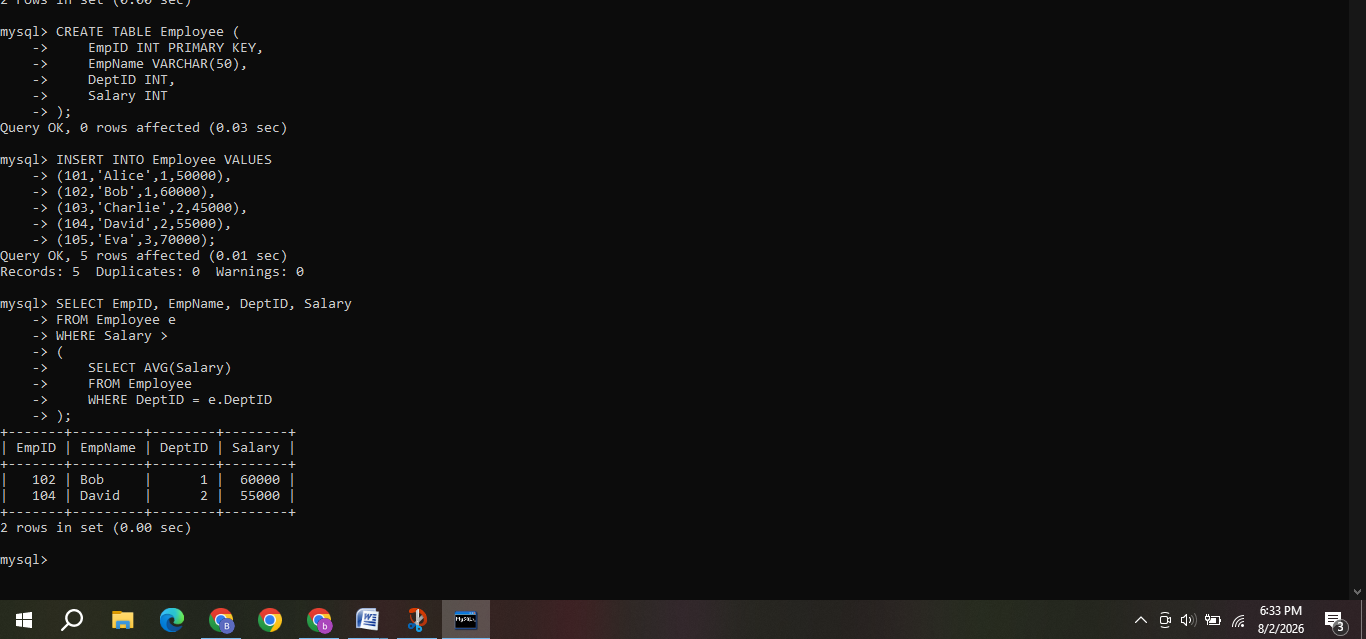 2 rows in set (0.00 sec)
mysql> CREATE TABLE Employee (
    ->     EmpID INT PRIMARY KEY,
    ->     EmpName VARCHAR(50),
    ->     DeptID INT,
    ->     Salary INT
    -> );
Query OK, 0 rows affected (0.03 sec)
mysql> INSERT INTO Employee VALUES
    -> (101,'Alice',1,50000),
    -> (102,'Bob',1,60000),
    -> (103,'Charlie',2,45000),
    -> (104,'David',2,55000),
    -> (105,'Eva',3,70000);
Query OK, 5 rows affected (0.01 sec)
Records: 5  Duplicates: 0  Warnings: 0
mysql> SELECT EmpID, EmpName, DeptID, Salary
    -> FROM Employee e
    -> WHERE Salary >
    -> (
    ->     SELECT AVG(Salary)
    ->     FROM Employee
    ->     WHERE DeptID = e.DeptID
    -> );
+-------+---------+--------+--------+
| EmpID | EmpName | DeptID | Salary |
+-------+---------+--------+--------+
|   102 | Bob     |      1 |  60000 |
|   104 | David   |      2 |  55000 |
+-------+---------+--------+--------+
2 rows in set (0.00 sec)
mysql>
B
b
MySQL
6:33 PM
8/2/2026
3